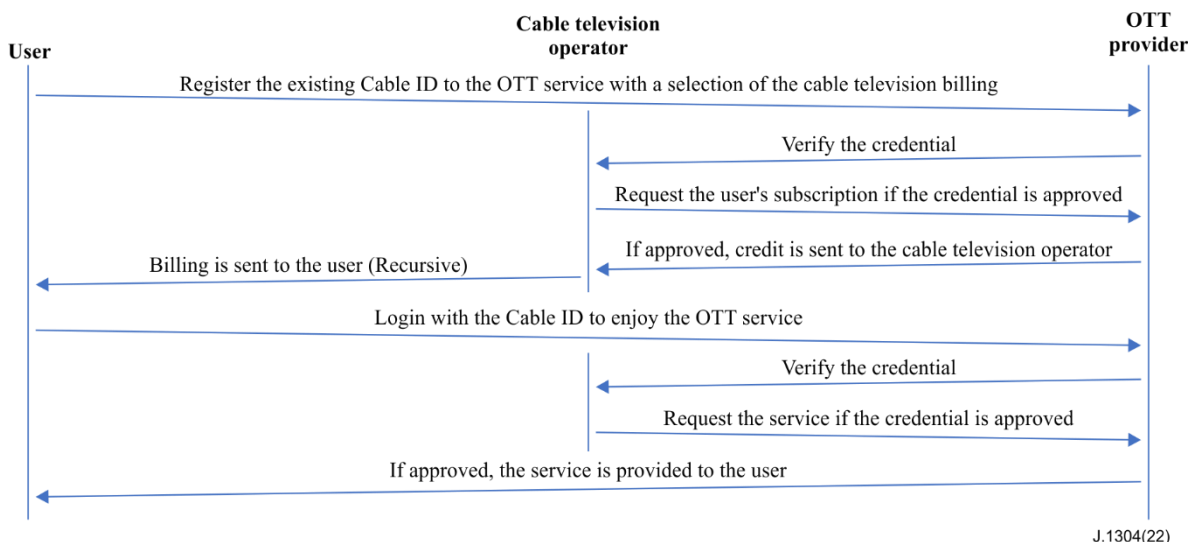 Cable television
operator
OTT
provider
User
Register the existing Cable ID to the OTT service with a selection of the cable television billing
Verify the credential
Request the user's subscription if the credential is approved
If approved, credit is sent to the cable television operator
Billing is sent to the user (Recursive)
Login with the Cable ID to enjoy the OTT service
Verify the credential
Request the service if the credential is approved
If approved, the service is provided to the user
J.1304(22)